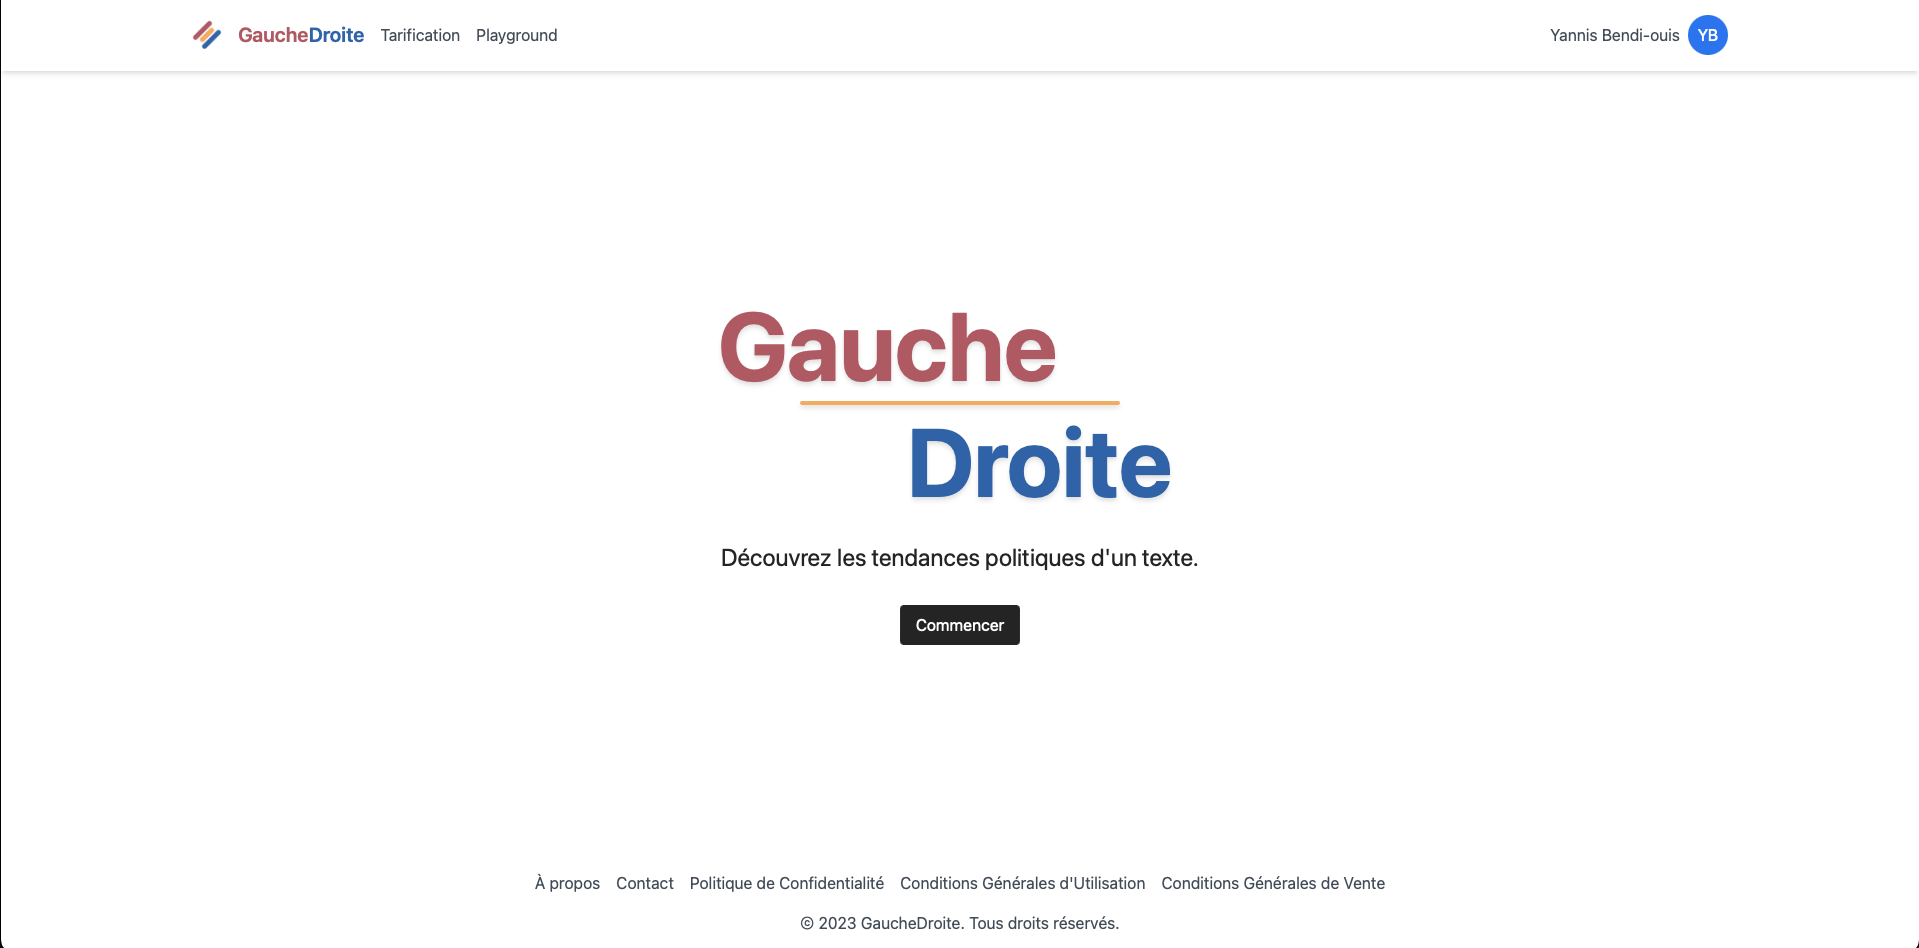 GaucheDroite Tarification Playground Yannis Bendi-ouis YB
Gauche
Droite
Découvrez les tendances politiques d'un texte.
Commencer
À propos Contact Politique de Confidentialité Conditions Générales d'Utilisation Conditions Générales de Vente
© 2023 GaucheDroite. Tous droits réservés.